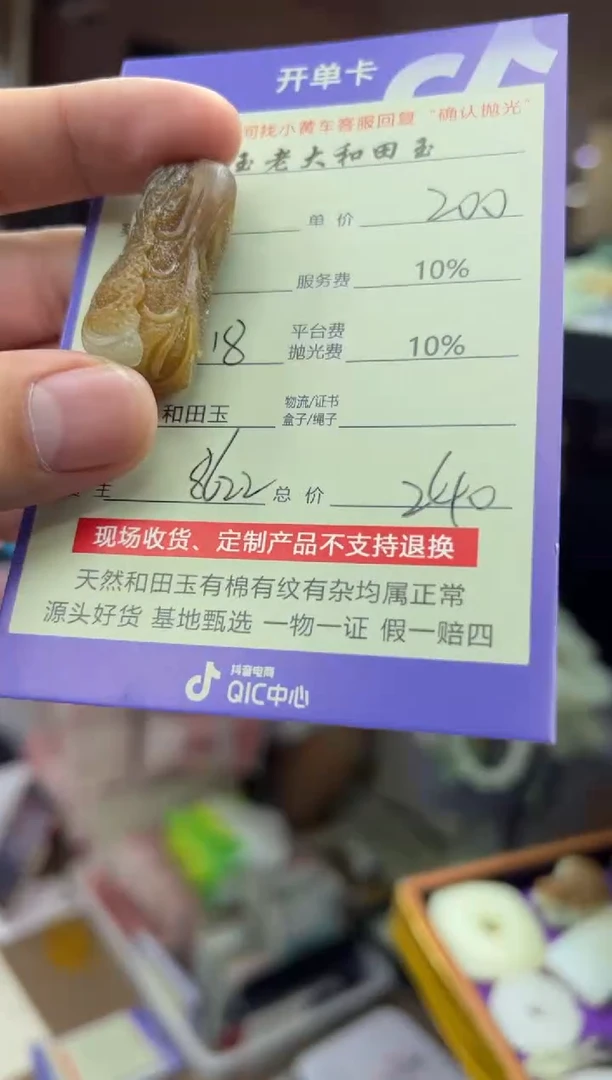 开单卡
找小黄车客服回复 “确认抛光”
玉老大和田玉
单价 200
服务费 10%
18 平台费 抛光费 10%
和田玉 物流/证书 盒子/绳子
主 8622 总价 240
现场收货、定制产品不支持退换
天然和田玉有棉有纹有杂均属正常
源头好货 基地甄选 一物一证 假一赔四
抖音电商
QIC中心